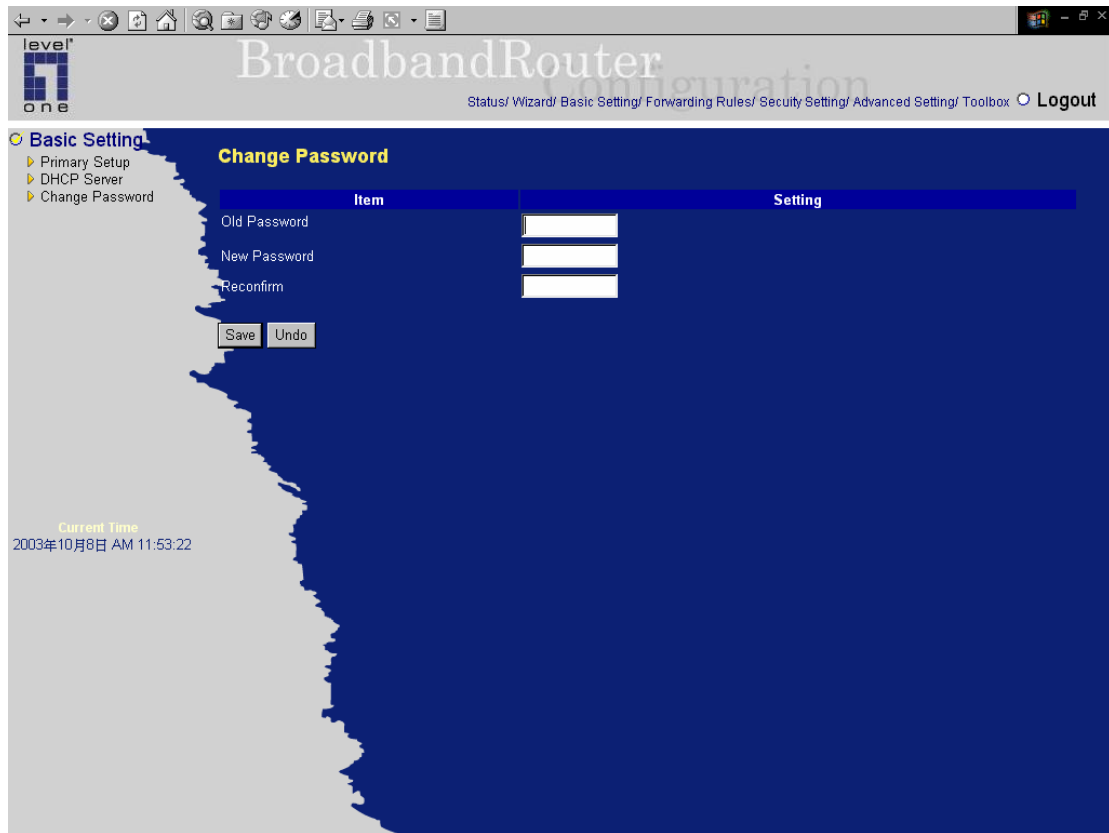 level
one
BroadbandRouter
Configuration
Status/ Wizard/ Basic Setting/ Forwarding Rules/ Secuity Setting/ Advanced Setting/ Toolbox Logout
Basic Setting
Primary Setup
DHCP Server
Change Password
Change Password
Item Setting
Old Password
New Password
Reconfirm
Save Undo
Current Time
2003年10月8日 AM 11:53:22